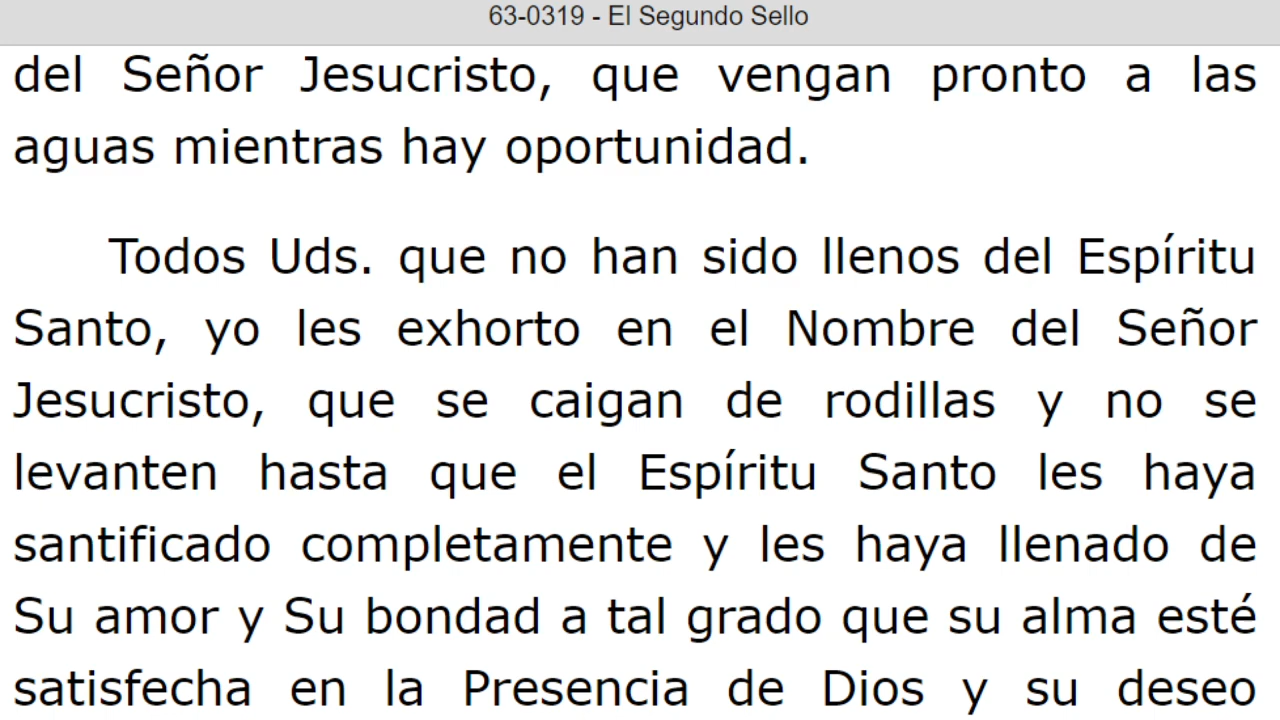 63-0319 - El Segundo Sello
del Señor Jesucristo, que vengan pronto a las
aguas mientras hay oportunidad.
Todos Uds. que no han sido llenos del Espíritu
Santo, yo les exhorto en el Nombre del Señor
Jesucristo, que se caigan de rodillas y no se
levanten hasta que el Espíritu Santo les haya
santificado completamente y les haya llenado de
Su amor y Su bondad a tal grado que su alma esté
satisfecha en la Presencia de Dios y su deseo